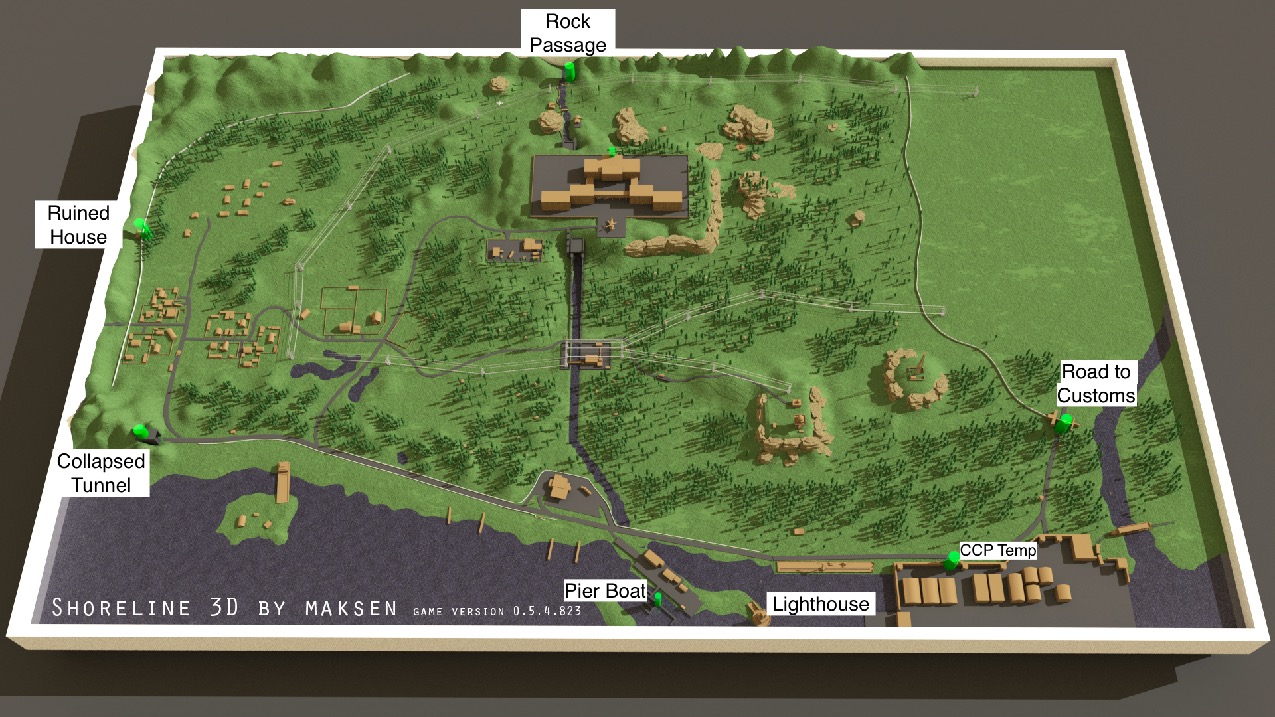 Rock
Passage
Ruined
House
Road to
Customs
Collapsed
Tunnel
CCP Temp
Pier Boat
Lighthouse
SHORELINE 3D BY MAKSEN GAME VERSION 0.5.4.823